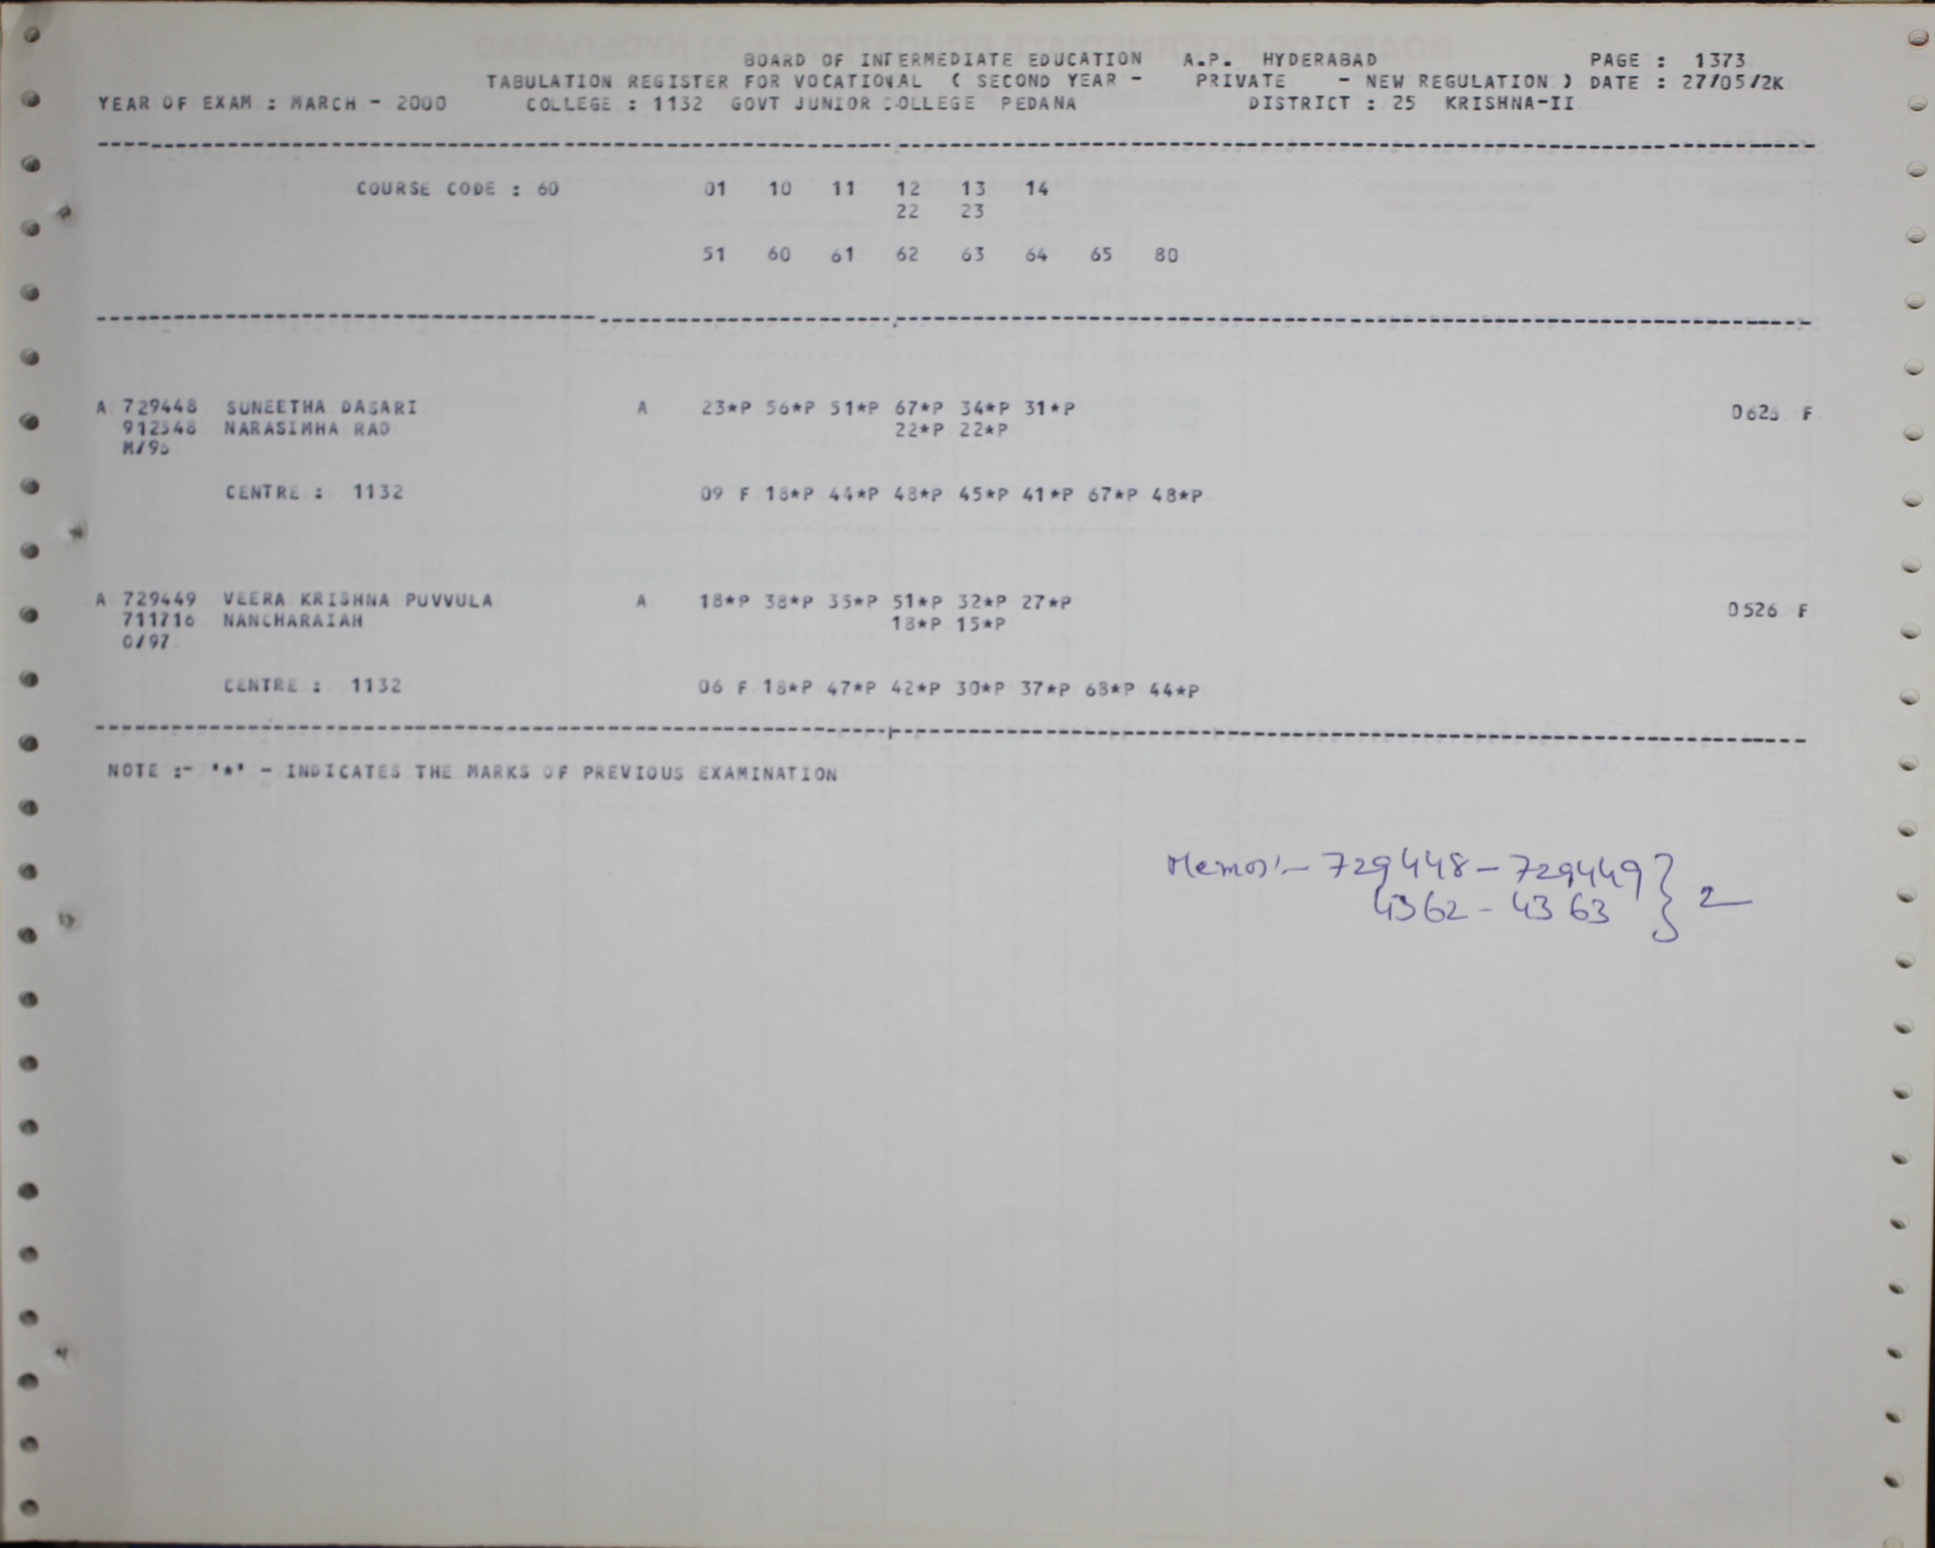 BOARD OF INTERMEDIATE EDUCATION A.P. HYDERABAD PAGE : 1373
TABULATION REGISTER FOR VOCATIONAL ( SECOND YEAR - PRIVATE - NEW REGULATION ) DATE : 27/05/2K
YEAR OF EXAM : MARCH - 2000 COLLEGE : 1132 GOVT JUNIOR COLLEGE PEDANA DISTRICT : 25 KRISHNA-II
COURSE CODE : 60 01 10 11 12 13 14
22 23
51 60 61 62 63 64 65 80
A 729448 SUNEETHA DASARI A 23*P 56*P 51*P 67*P 34*P 31*P 0625 F
912548 NARASIMHA RAO 22*P 22*P
M/95
CENTRE : 1132 09 F 18*P 44*P 48*P 45*P 41*P 67*P 48*P
A 729449 VEERA KRISHNA PUVVULA A 18*P 38*P 35*P 51*P 32*P 27*P 0526 F
711716 NANCHARAIAH 18*P 15*P
O/97
CENTRE : 1132 06 F 18*P 47*P 42*P 30*P 37*P 68*P 44*P
NOTE :- '*' - INDICATES THE MARKS OF PREVIOUS EXAMINATION
Memos:- 729448 - 729449 } 2
4362 - 4363